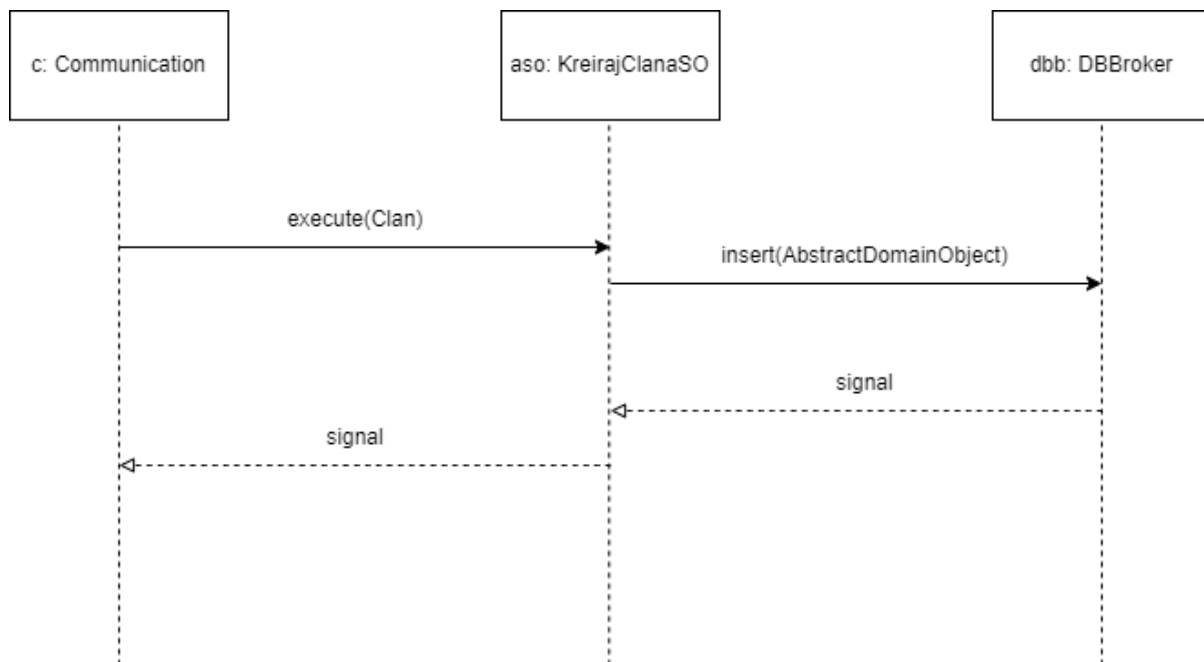 c: Communication
aso: KreirajClanaSO
dbb: DBBroker
execute(Clan)
insert(AbstractDomainObject)
signal
signal